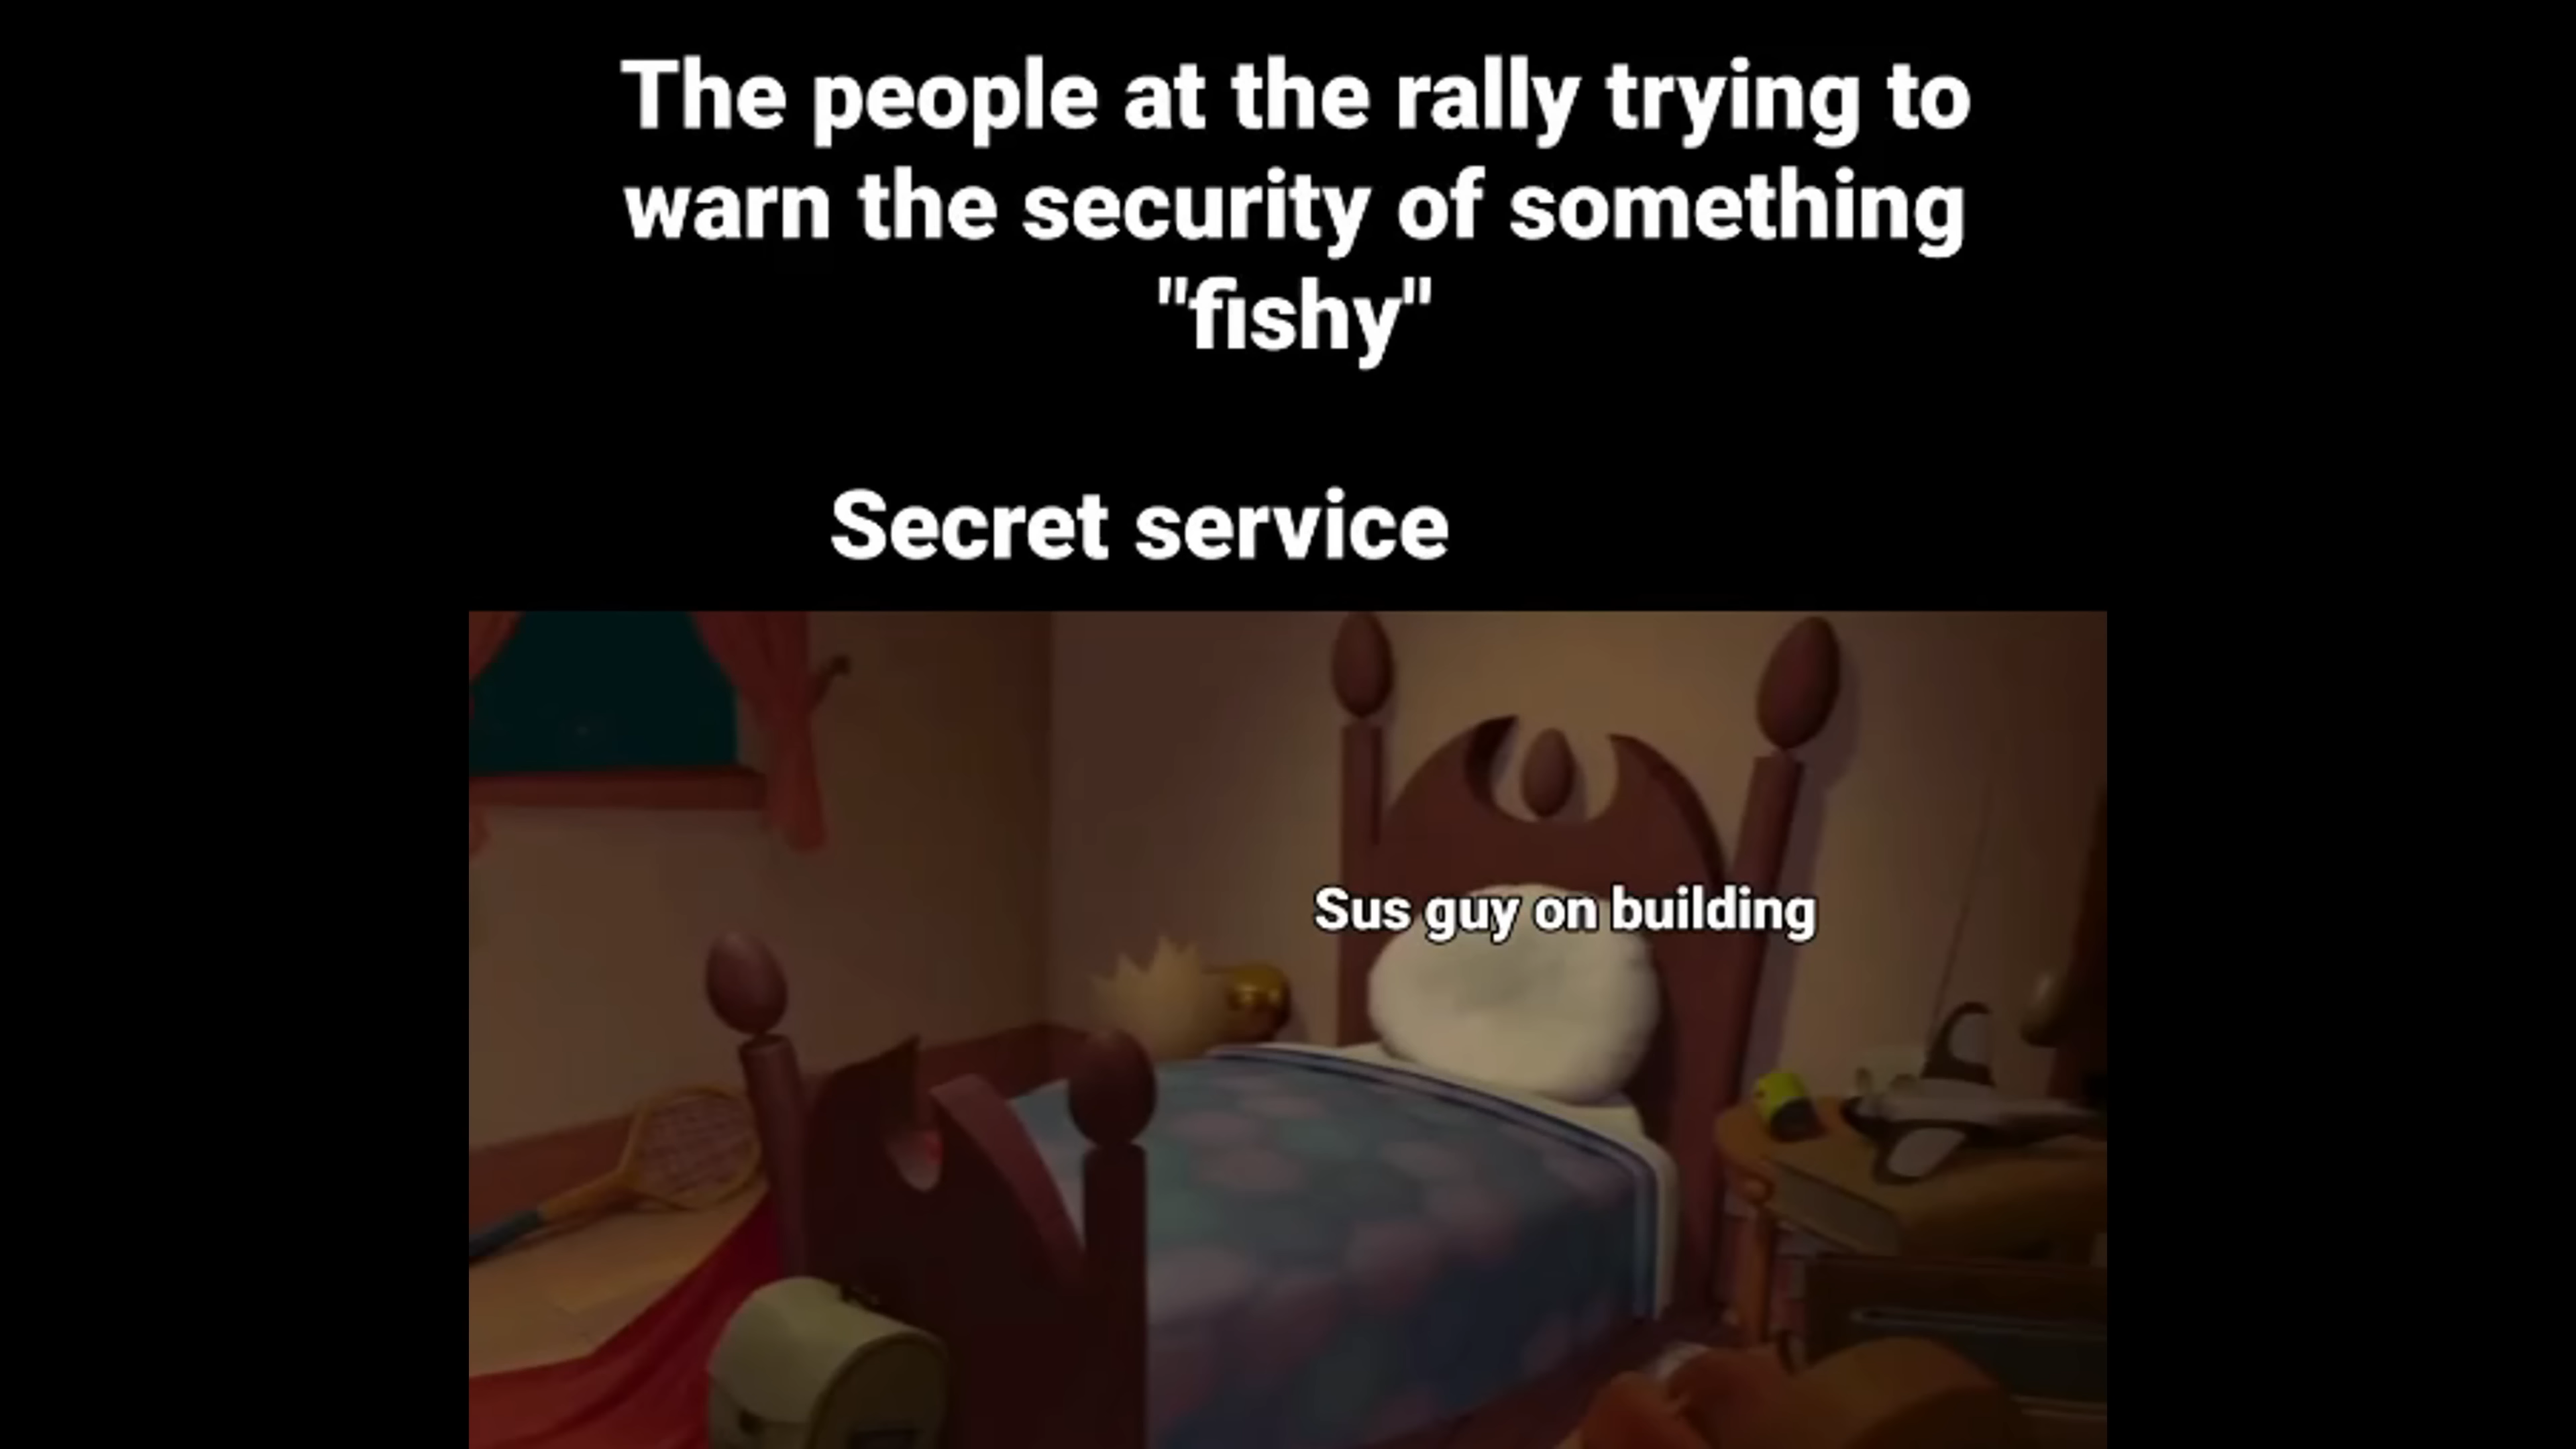 The people at the rally trying to
warn the security of something
"fishy"
Secret service
Sus guy on building